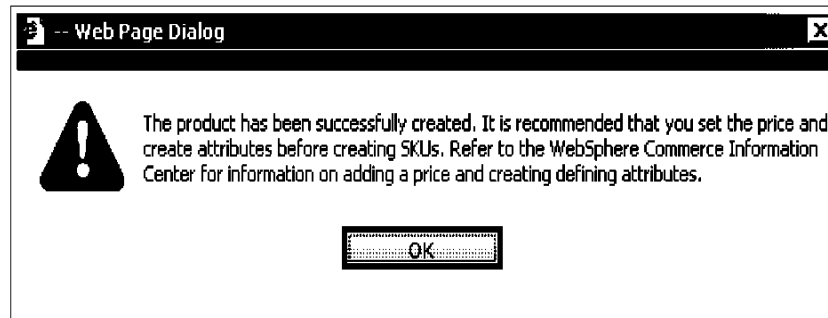 -- Web Page Dialog
The product has been successfully created. It is recommended that you set the price and
create attributes before creating SKUs. Refer to the WebSphere Commerce Information
Center for information on adding a price and creating defining attributes.
OK